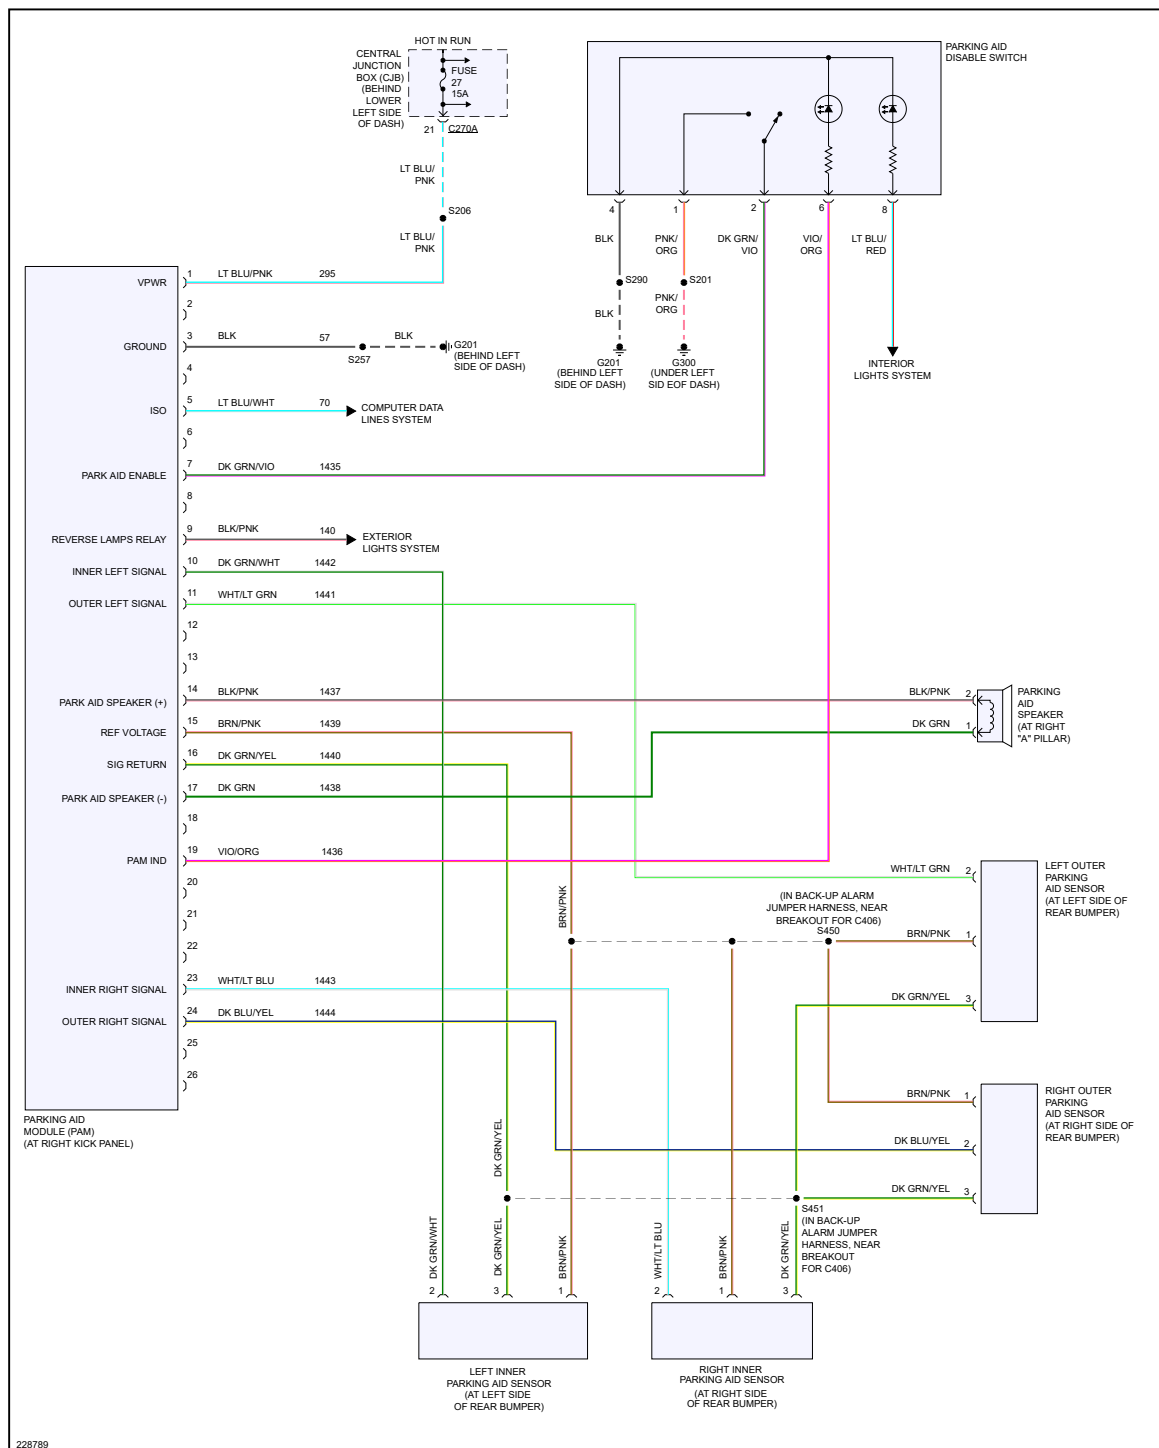 HOT IN RUN
CENTRAL
JUNCTION
BOX (CJB)
(BEHIND
LOWER
LEFT SIDE
OF DASH)
FUSE
27
15A
21 C270A
LT BLU/
PNK
S206
LT BLU/
PNK
PARKING AID
DISABLE SWITCH
4 1 2 6 8
BLK
PNK/
ORG
DK GRN/
VIO
VIO/
ORG
LT BLU/
RED
S290
S201
BLK
PNK/
ORG
G201
(BEHIND LEFT
SIDE OF DASH)
G300
(UNDER LEFT
SID EOF DASH)
INTERIOR
LIGHTS SYSTEM
VPWR 1 LT BLU/PNK 295
2
GROUND 3 BLK 57 S257 BLK
G201
(BEHIND LEFT
SIDE OF DASH)
4
ISO 5 LT BLU/WHT 70
COMPUTER DATA
LINES SYSTEM
6
PARK AID ENABLE 7 DK GRN/VIO 1435
8
REVERSE LAMPS RELAY 9 BLK/PNK 140
EXTERIOR
LIGHTS SYSTEM
INNER LEFT SIGNAL 10 DK GRN/WHT 1442
OUTER LEFT SIGNAL 11 WHT/LT GRN 1441
12
13
PARK AID SPEAKER (+) 14 BLK/PNK 1437 BLK/PNK 2
REF VOLTAGE 15 BRN/PNK 1439 DK GRN 1
PARKING
AID
SPEAKER
(AT RIGHT
"A" PILLAR)
SIG RETURN 16 DK GRN/YEL 1440
PARK AID SPEAKER (-) 17 DK GRN 1438
18
PAM IND 19 VIO/ORG 1436
20
21
22
INNER RIGHT SIGNAL 23 WHT/LT BLU 1443
OUTER RIGHT SIGNAL 24 DK BLU/YEL 1444
25
26
PARKING AID
MODULE (PAM)
(AT RIGHT KICK PANEL)
WHT/LT GRN 2
BRN/PNK 1
DK GRN/YEL 3
LEFT OUTER
PARKING
AID SENSOR
(AT LEFT SIDE OF
REAR BUMPER)
(IN BACK-UP ALARM
JUMPER HARNESS, NEAR
BREAKOUT FOR C406)
S450
BRN/PNK
BRN/PNK 1
DK BLU/YEL 2
DK GRN/YEL 3
RIGHT OUTER
PARKING
AID SENSOR
(AT RIGHT SIDE OF
REAR BUMPER)
DK GRN/YEL
S451
(IN BACK-UP
ALARM JUMPER
HARNESS, NEAR
BREAKOUT
FOR C406)
DK GRN/WHT
DK GRN/YEL
BRN/PNK
WHT/LT BLU
BRN/PNK
DK GRN/YEL
2 3 1 2 1 3
LEFT INNER
PARKING AID SENSOR
(AT LEFT SIDE
OF REAR BUMPER)
RIGHT INNER
PARKING AID SENSOR
(AT RIGHT SIDE
OF REAR BUMPER)
228789